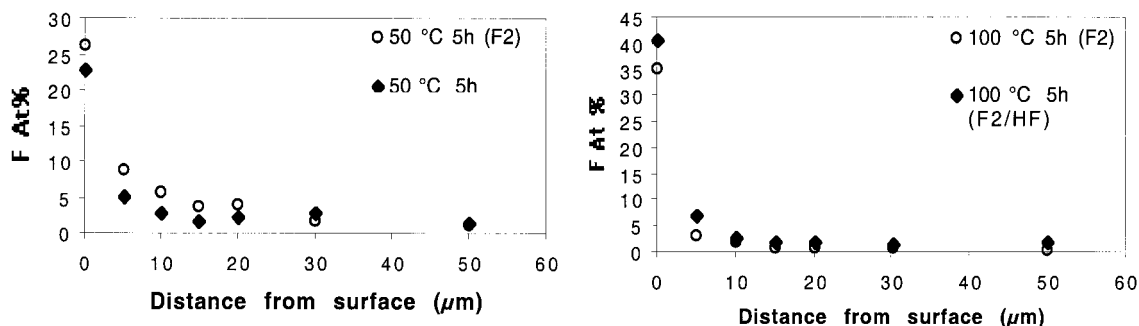 30
25
20
15
10
5
0
F At%
○ 50 °C 5h (F2)
◆ 50 °C 5h
0 10 20 30 40 50 60
Distance from surface (μm)
45
40
35
30
25
20
15
10
5
0
F At %
○ 100 °C 5h (F2)
◆ 100 °C 5h
(F2/HF)
0 10 20 30 40 50 60
Distance from surface (μm)